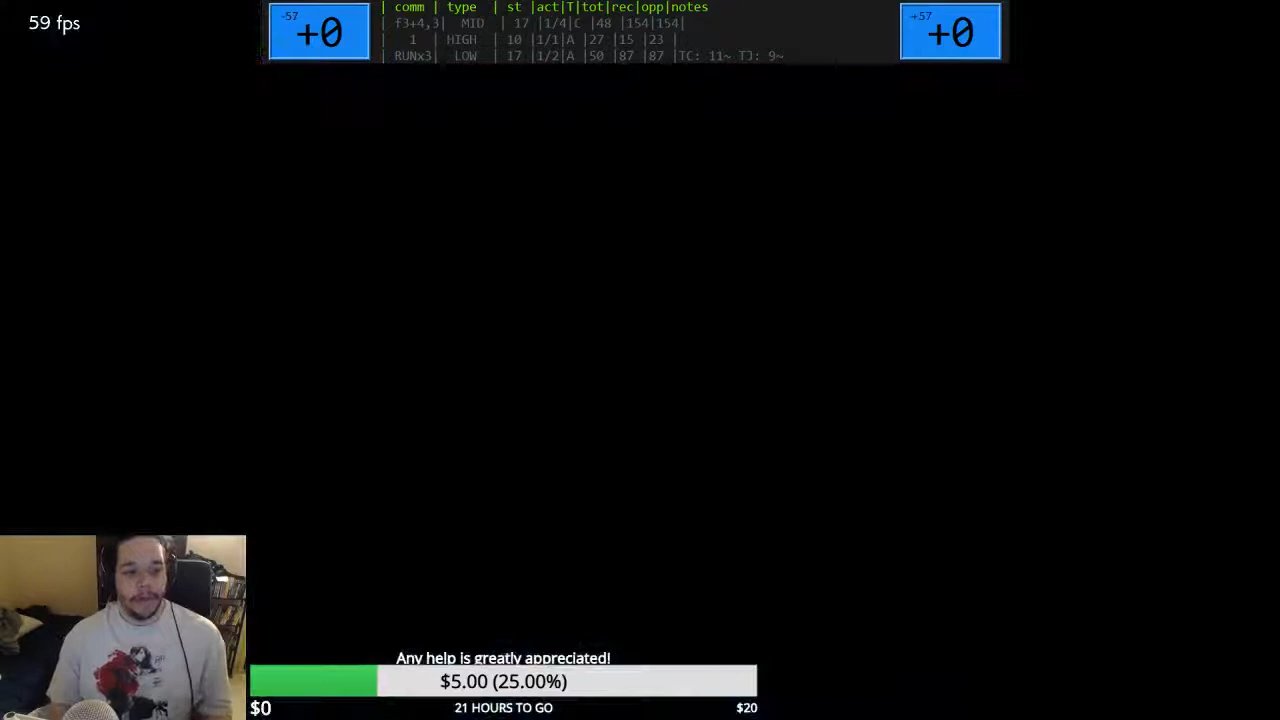 59 fps
-57
+0
| comm | type | st |act|T|tot|rec|opp|notes
| f3+4,3| MID | 17 |1/4|C |48 |154|154|
| 1 | HIGH | 10 |1/1|A |27 |15 |23 |
| RUNx3| LOW | 17 |1/2|A |50 |87 |87 |TC: 11~ TJ: 9~
+57
+0
Any help is greatly appreciated!
$5.00 (25.00%)
$0 21 HOURS TO GO $20